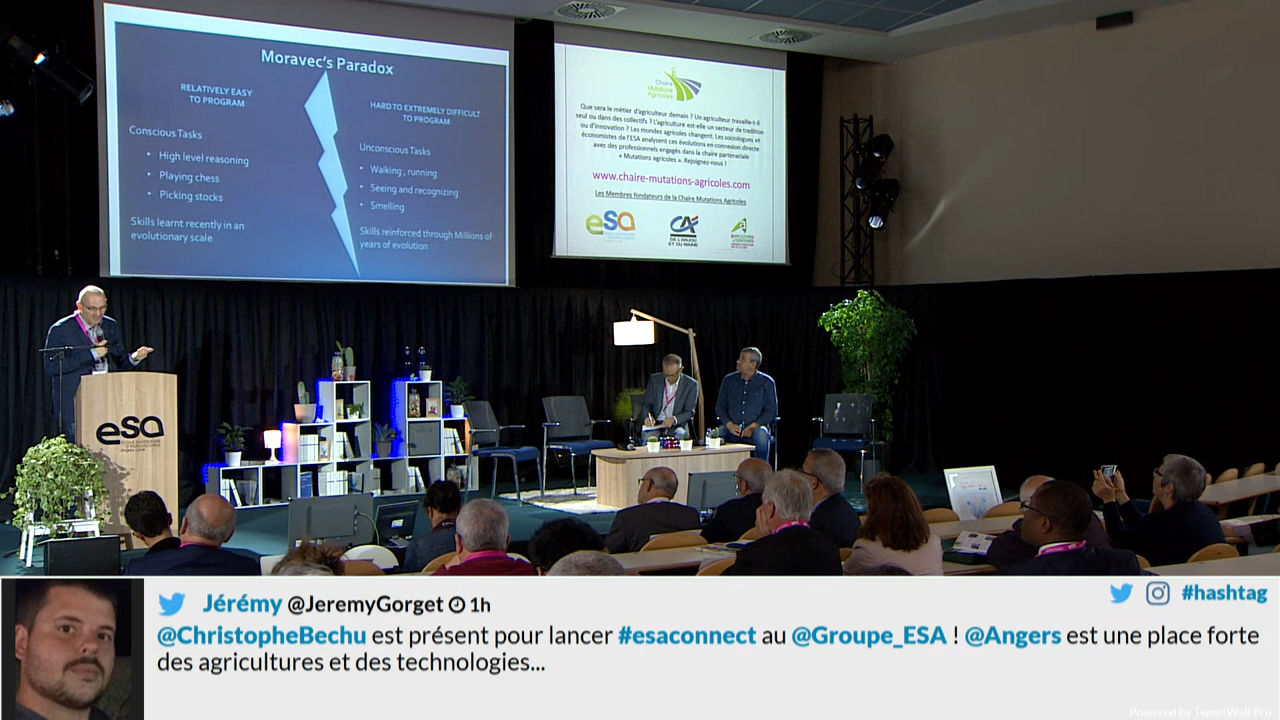 Moravec's Paradox
RELATIVELY EASY
TO PROGRAM
Conscious Tasks
• High level reasoning
• Playing chess
• Picking stocks
Skills learnt recently in an
evolutionary scale
HARD TO EXTREMELY DIFFICULT
TO PROGRAM
Unconscious Tasks
• Walking , running
• Seeing and recognizing
• Smelling
Skills reinforced through Millions of
years of evolution
Chaire
Mutations
Agricoles
Que sera le métier d'agriculteur demain ? Un agriculteur travaille-t-il
seul ou dans des collectifs ? L'agriculture est-elle un secteur de tradition
ou d'innovation ? Les mondes agricoles changent. Les sociologues et
économistes de l'ESA analysent ces évolutions en connexion directe
avec des professionnels engagés dans la chaire partenariale
« Mutations agricoles ». Rejoignez-nous !
www.chaire-mutations-agricoles.com
Les Membres fondateurs de la Chaire Mutations Agricoles
esa
CA
DE L'ANJOU
ET DU MAINE
esa
Jérémy @JeremyGorget 1h
#hashtag
@ChristopheBechu est présent pour lancer #esaconnect au @Groupe_ESA ! @Angers est une place forte
des agricultures et des technologies...
Powered by TweetWall Pro